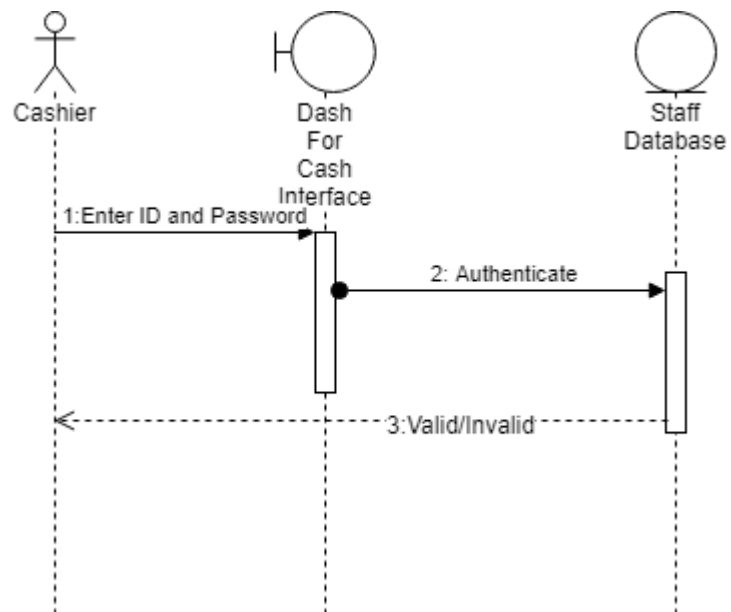 Cashier
Dash
For
Cash
Interface
Staff
Database
1:Enter ID and Password
2: Authenticate
3:Valid/Invalid